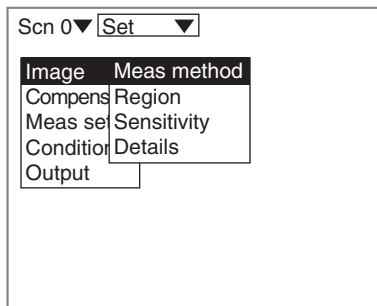 Scn 0▼ Set ▼
Image Meas method
Compens Region
Meas set Sensitivity
Condition Details
Output